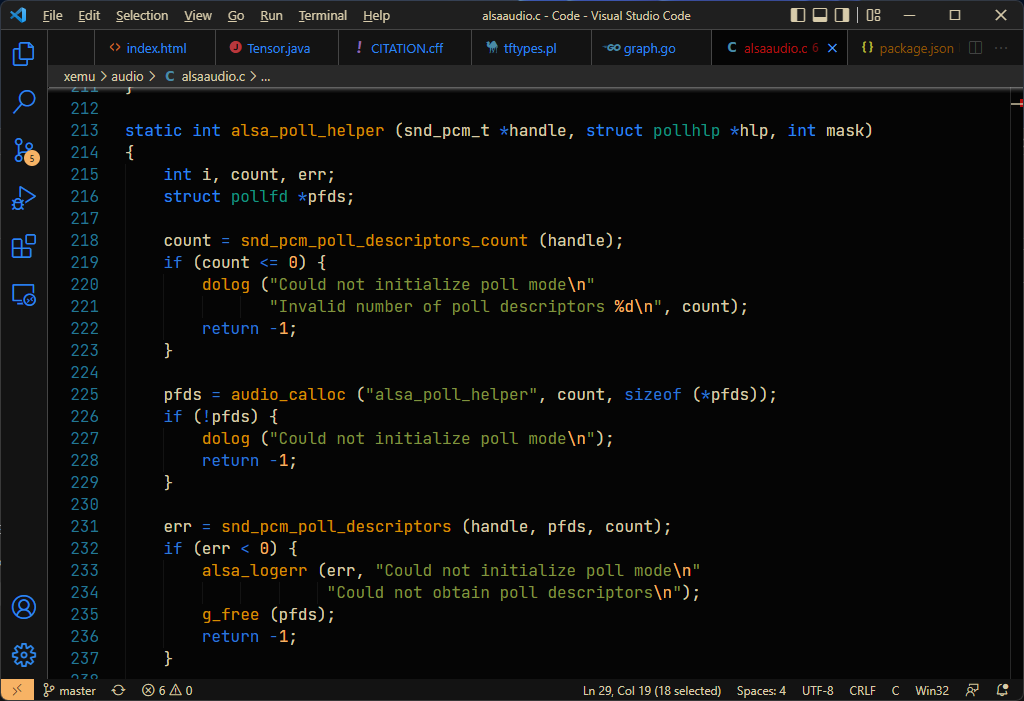 File Edit Selection View Go Run Terminal Help alsaaudio.c - Code - Visual Studio Code
<> index.html J Tensor.java ! CITATION.cff tftypes.pl GO graph.go C alsaaudio.c 6 {} package.json ...
xemu > audio > C alsaaudio.c > ...
211 }
212
213 static int alsa_poll_helper (snd_pcm_t *handle, struct pollhlp *hlp, int mask)
214 {
215     int i, count, err;
216     struct pollfd *pfds;
217
218     count = snd_pcm_poll_descriptors_count (handle);
219     if (count <= 0) {
220         dolog ("Could not initialize poll mode\n"
221                "Invalid number of poll descriptors %d\n", count);
222         return -1;
223     }
224
225     pfds = audio_calloc ("alsa_poll_helper", count, sizeof (*pfds));
226     if (!pfds) {
227         dolog ("Could not initialize poll mode\n");
228         return -1;
229     }
230
231     err = snd_pcm_poll_descriptors (handle, pfds, count);
232     if (err < 0) {
233         alsa_logerr (err, "Could not initialize poll mode\n"
234                      "Could not obtain poll descriptors\n");
235         g_free (pfds);
236         return -1;
237     }
238
5
master 6 0 Ln 29, Col 19 (18 selected) Spaces: 4 UTF-8 CRLF C Win32